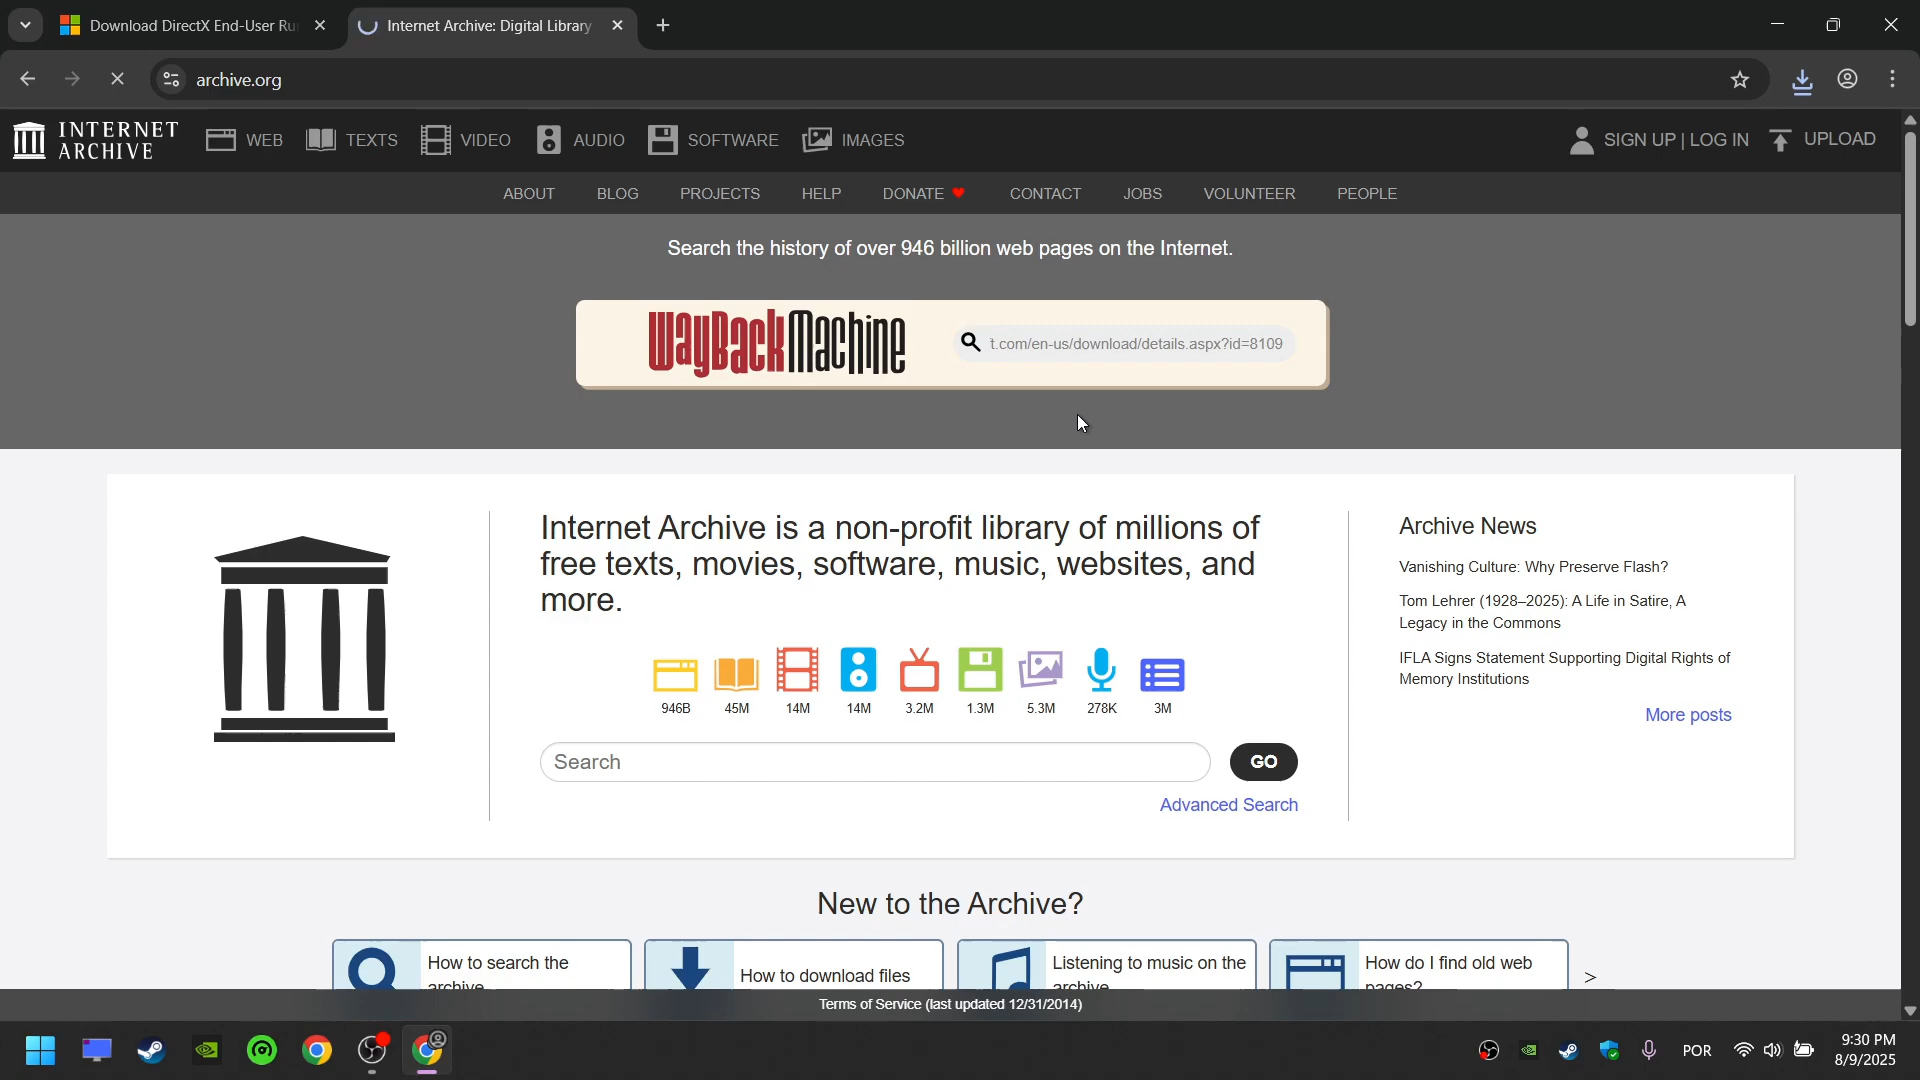 Download DirectX End-User Ru
Internet Archive: Digital Library
archive.org
INTERNET
ARCHIVE
WEB
TEXTS
VIDEO
AUDIO
SOFTWARE
IMAGES
SIGN UP | LOG IN
UPLOAD
ABOUT
BLOG
PROJECTS
HELP
DONATE
CONTACT
JOBS
VOLUNTEER
PEOPLE
Search the history of over 946 billion web pages on the Internet.
WayBackMachine
t.com/en-us/download/details.aspx?id=8109
Internet Archive is a non-profit library of millions of
free texts, movies, software, music, websites, and
more.
946B
45M
14M
14M
3.2M
1.3M
5.3M
278K
3M
Search
GO
Advanced Search
Archive News
Vanishing Culture: Why Preserve Flash?
Tom Lehrer (1928–2025): A Life in Satire, A
Legacy in the Commons
IFLA Signs Statement Supporting Digital Rights of
Memory Institutions
More posts
New to the Archive?
How to search the
archive
How to download files
Listening to music on the
archive
How do I find old web
pages?
>
Terms of Service (last updated 12/31/2014)
POR
9:30 PM
8/9/2025